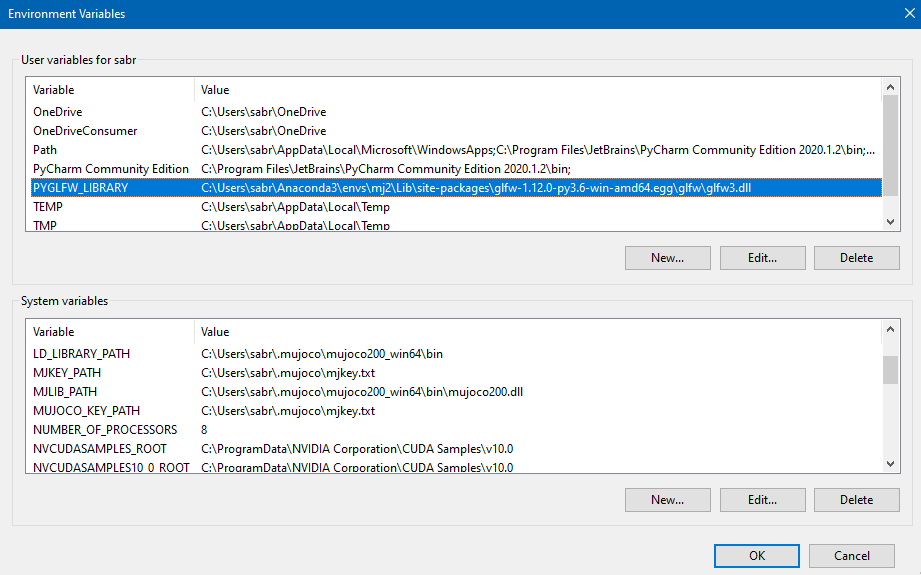 Environment Variables
User variables for sabr
Variable Value
OneDrive C:\Users\sabr\OneDrive
OneDriveConsumer C:\Users\sabr\OneDrive
Path C:\Users\sabr\AppData\Local\Microsoft\WindowsApps;C:\Program Files\JetBrains\PyCharm Community Edition 2020.1.2\bin;...
PyCharm Community Edition C:\Program Files\JetBrains\PyCharm Community Edition 2020.1.2\bin;
PYGLFW_LIBRARY C:\Users\sabr\Anaconda3\envs\mj2\Lib\site-packages\glfw-1.12.0-py3.6-win-amd64.egg\glfw\glfw3.dll
TEMP C:\Users\sabr\AppData\Local\Temp
TMP C:\Users\sabr\AppData\Local\Temp
New... Edit... Delete
System variables
Variable Value
LD_LIBRARY_PATH C:\Users\sabr\.mujoco\mujoco200_win64\bin
MJKEY_PATH C:\Users\sabr\.mujoco\mjkey.txt
MJLIB_PATH C:\Users\sabr\.mujoco\mujoco200_win64\bin\mujoco200.dll
MUJOCO_KEY_PATH C:\Users\sabr\.mujoco\mjkey.txt
NUMBER_OF_PROCESSORS 8
NVCUDASAMPLES_ROOT C:\ProgramData\NVIDIA Corporation\CUDA Samples\v10.0
NVCUDASAMPLES10_0_ROOT C:\ProgramData\NVIDIA Corporation\CUDA Samples\v10.0
New... Edit... Delete
OK Cancel